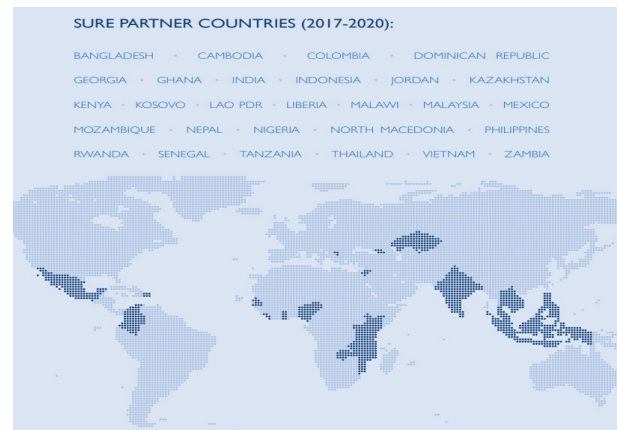 SURE PARTNER COUNTRIES (2017-2020):
BANGLADESH - CAMBODIA - COLOMBIA - DOMINICAN REPUBLIC
GEORGIA - GHANA - INDIA - INDONESIA - JORDAN - KAZAKHSTAN
KENYA - KOSOVO - LAO PDR - LIBERIA - MALAWI - MALAYSIA - MEXICO
MOZAMBIQUE - NEPAL - NIGERIA - NORTH MACEDONIA - PHILIPPINES
RWANDA - SENEGAL - TANZANIA - THAILAND - VIETNAM - ZAMBIA